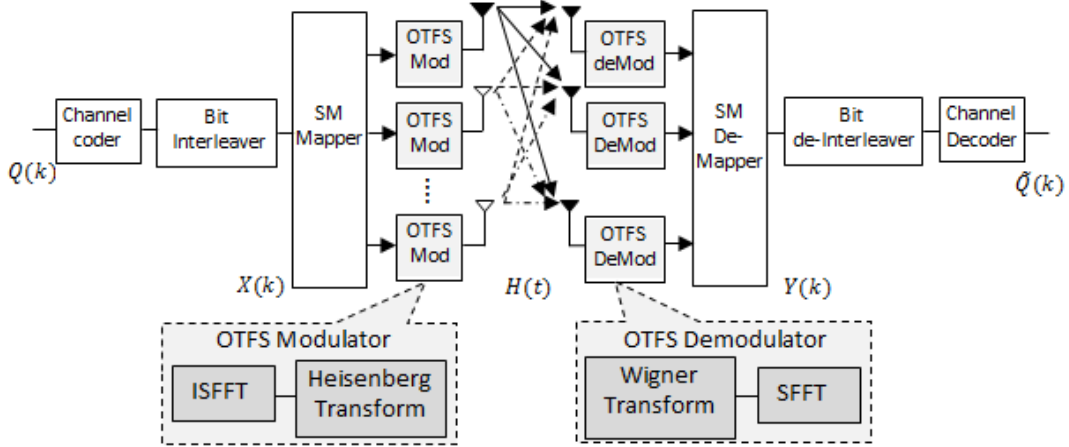 OTFS
Mod
OTFS
deMod
Channel
coder
Bit
Interleaver
SM
Mapper
OTFS
Mod
OTFS
DeMod
SM
De-
Mapper
Bit
de-Interleaver
Channel
Decoder
Q(k)
Q̃(k)
OTFS
Mod
OTFS
DeMod
X(k)
H(t)
Y(k)
OTFS Modulator
ISFFT
Heisenberg
Transform
OTFS Demodulator
Wigner
Transform
SFFT